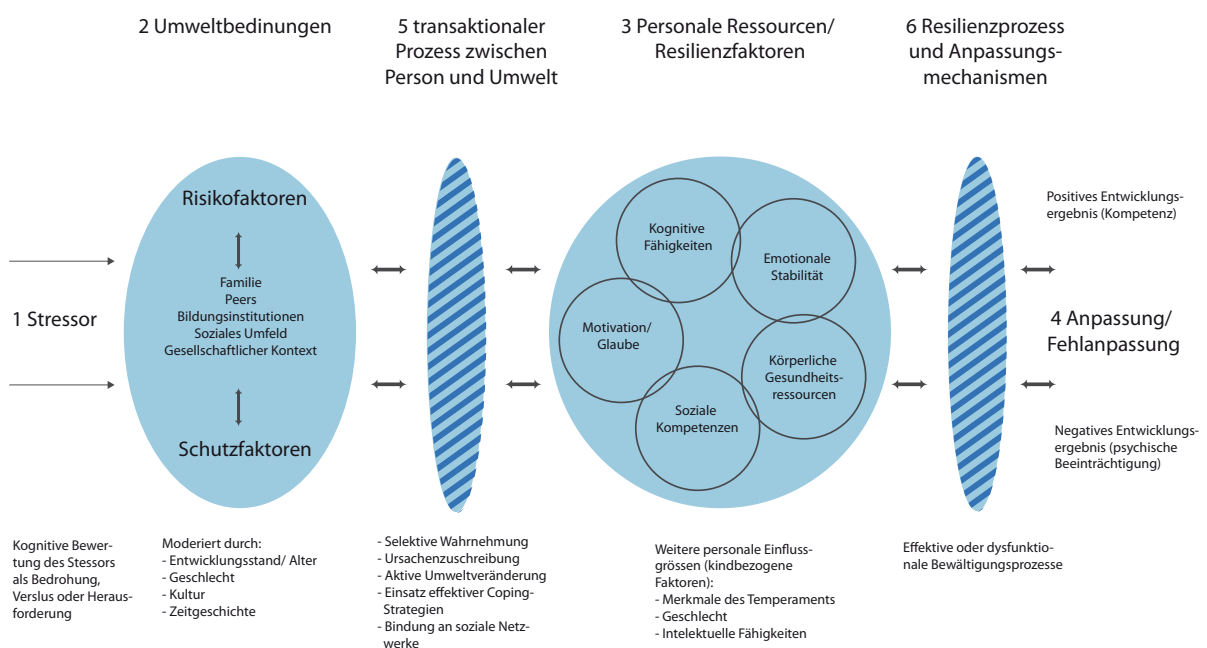 2 Umweltbedinungen
5 transaktionaler
Prozess zwischen
Person und Umwelt
3 Personale Ressourcen/
Resilienzfaktoren
6 Resilienzprozess
und Anpassungs-
mechanismen
1 Stressor
Risikofaktoren
Familie
Peers
Bildungsinstitutionen
Soziales Umfeld
Gesellschaftlicher Kontext
Schutzfaktoren
Kognitive
Fähigkeiten
Emotionale
Stabilität
Motivation/
Glaube
Körperliche
Gesundheits-
ressourcen
Soziale
Kompetenzen
Positives Entwicklungs-
ergebnis (Kompetenz)
4 Anpassung/
Fehlanpassung
Negatives Entwicklungs-
ergebnis (psychische
Beeinträchtigung)
Kognitive Bewer-
tung des Stessors
als Bedrohung,
Verslus oder Heraus-
forderung
Moderiert durch:
- Entwicklungsstand/ Alter
- Geschlecht
- Kultur
- Zeitgeschichte
- Selektive Wahrnehmung
- Ursachenzuschreibung
- Aktive Umweltveränderung
- Einsatz effektiver Coping-
Strategien
- Bindung an soziale Netz-
werke
Weitere personale Einfluss-
grössen (kindbezogene
Faktoren):
- Merkmale des Temperaments
- Geschlecht
- Intelektuelle Fähigkeiten
Effektive oder dysfunktio-
nale Bewältigungsprozesse